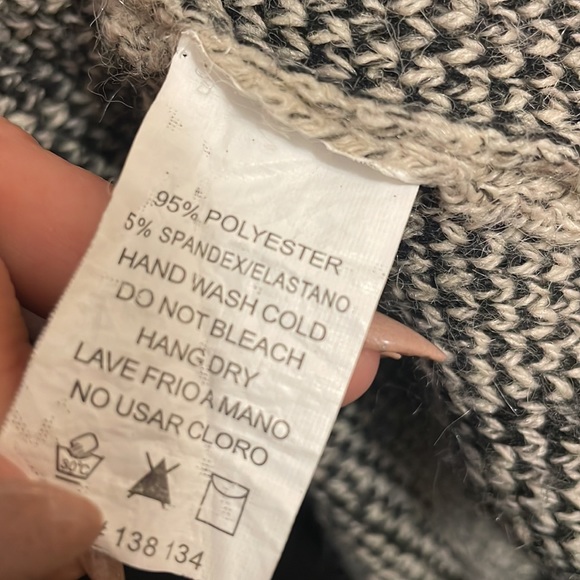 95% POLYESTER
5% SPANDEX/ELASTANO
HAND WASH COLD
DO NOT BLEACH
HANG DRY
LAVE FRIO A MANO
NO USAR CLORO
30°C
# 138 134